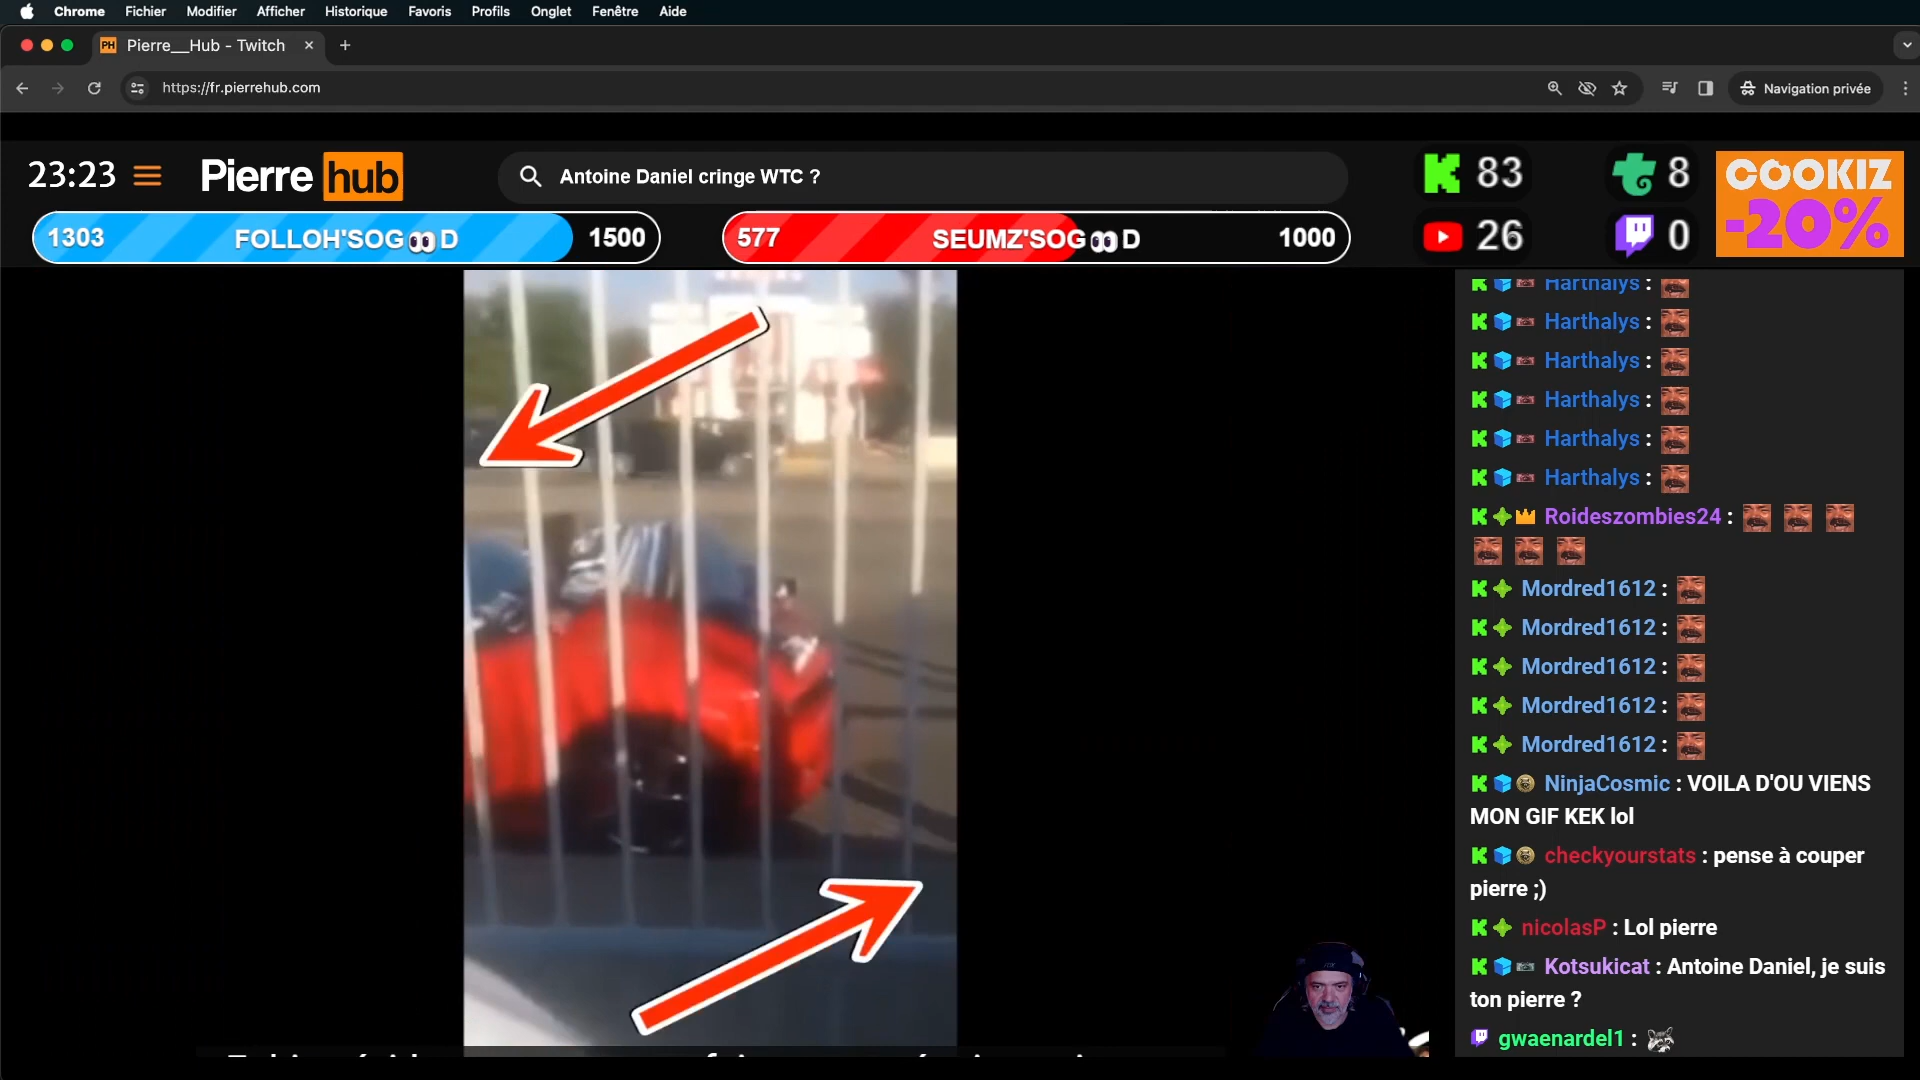 Chrome Fichier Modifier Afficher Historique Favoris Profils Onglet Fenêtre Aide
PH Pierre__Hub - Twitch
https://fr.pierrehub.com
Navigation privée
23:23
Pierre hub
Antoine Daniel cringe WTC ?
83
8
COOKIZ
-20%
1303 FOLLOH'SOG👀D 1500
577 SEUMZ'SOG👀D 1000
26
0
Harthalys :
Harthalys :
Harthalys :
Harthalys :
Harthalys :
Harthalys :
Roideszombies24 :
Mordred1612 :
Mordred1612 :
Mordred1612 :
Mordred1612 :
Mordred1612 :
NinjaCosmic : VOILA D'OU VIENS
MON GIF KEK lol
checkyourstats : pense à couper
pierre ;)
nicolasP : Lol pierre
Kotsukicat : Antoine Daniel, je suis
ton pierre ?
gwaenardel1 :